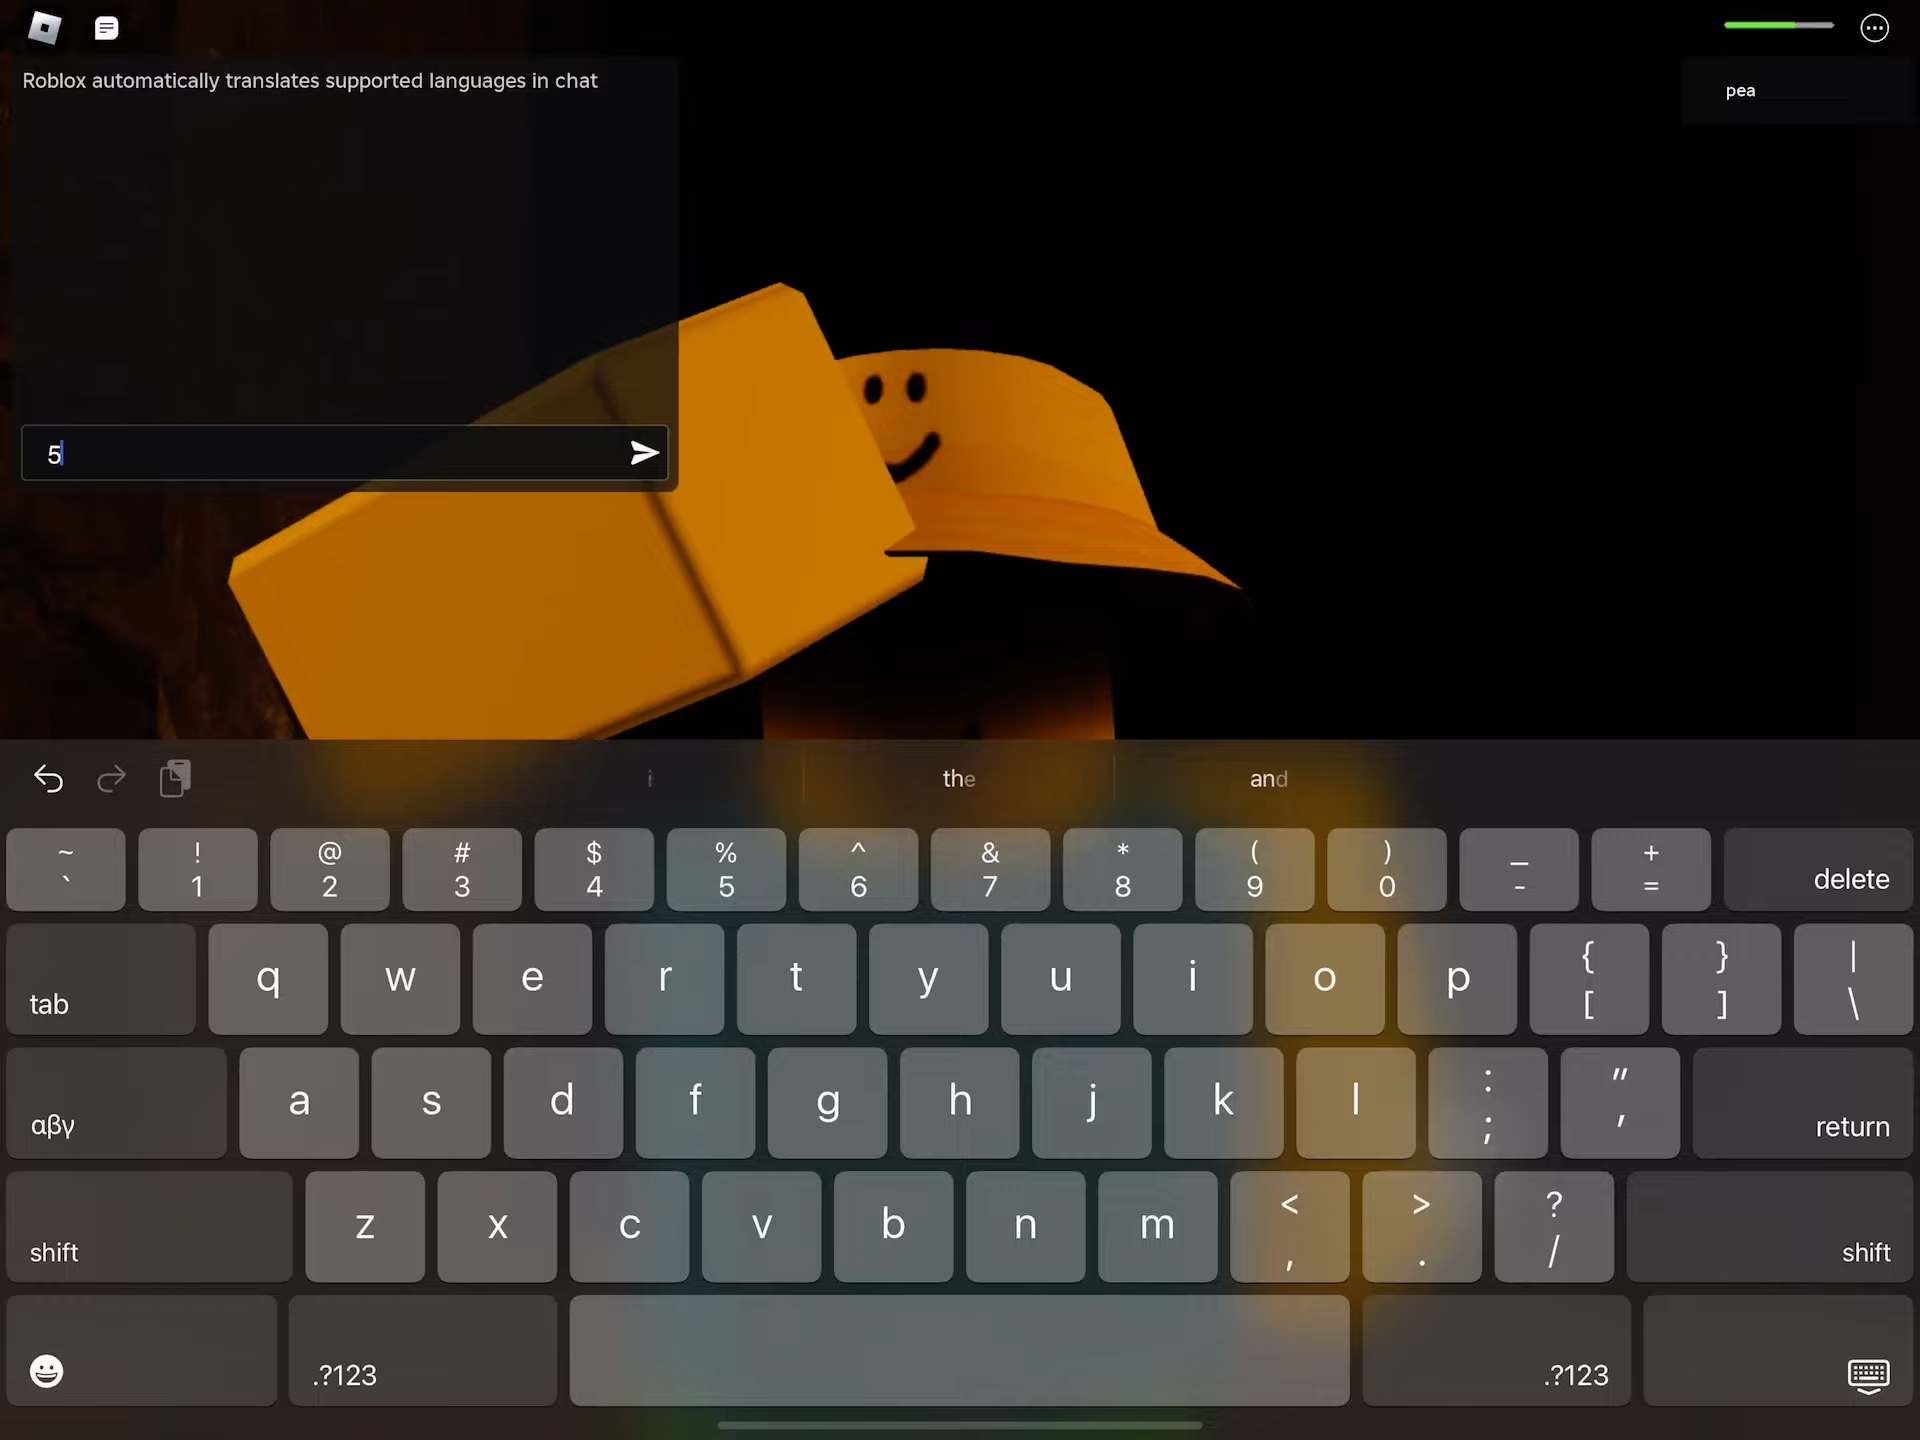 Roblox automatically translates supported languages in chat
pea
5
i
the
and
~ ! @ # $ % ^ & * ( ) _ +
` 1 2 3 4 5 6 7 8 9 0 - = delete
tab q w e r t y u i o p { [ } ] | \
αβγ a s d f g h j k l : ; " ' return
shift z x c v b n m < , > . ? / shift
.?123 .?123